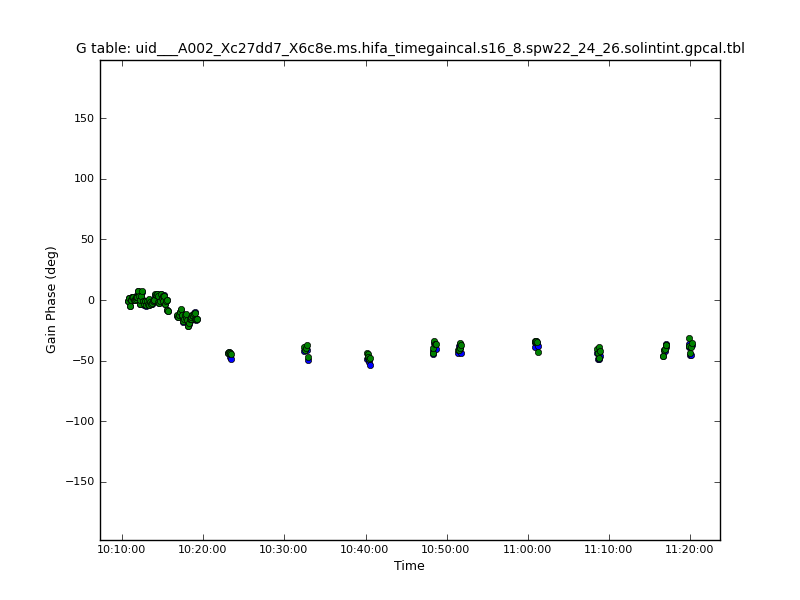 G table: uid___A002_Xc27dd7_X6c8e.ms.hifa_timegaincal.s16_8.spw22_24_26.solintint.gpcal.tbl
150
100
50
0
−50
−100
−150
Gain Phase (deg)
10:10:00 10:20:00 10:30:00 10:40:00 10:50:00 11:00:00 11:10:00 11:20:00
Time